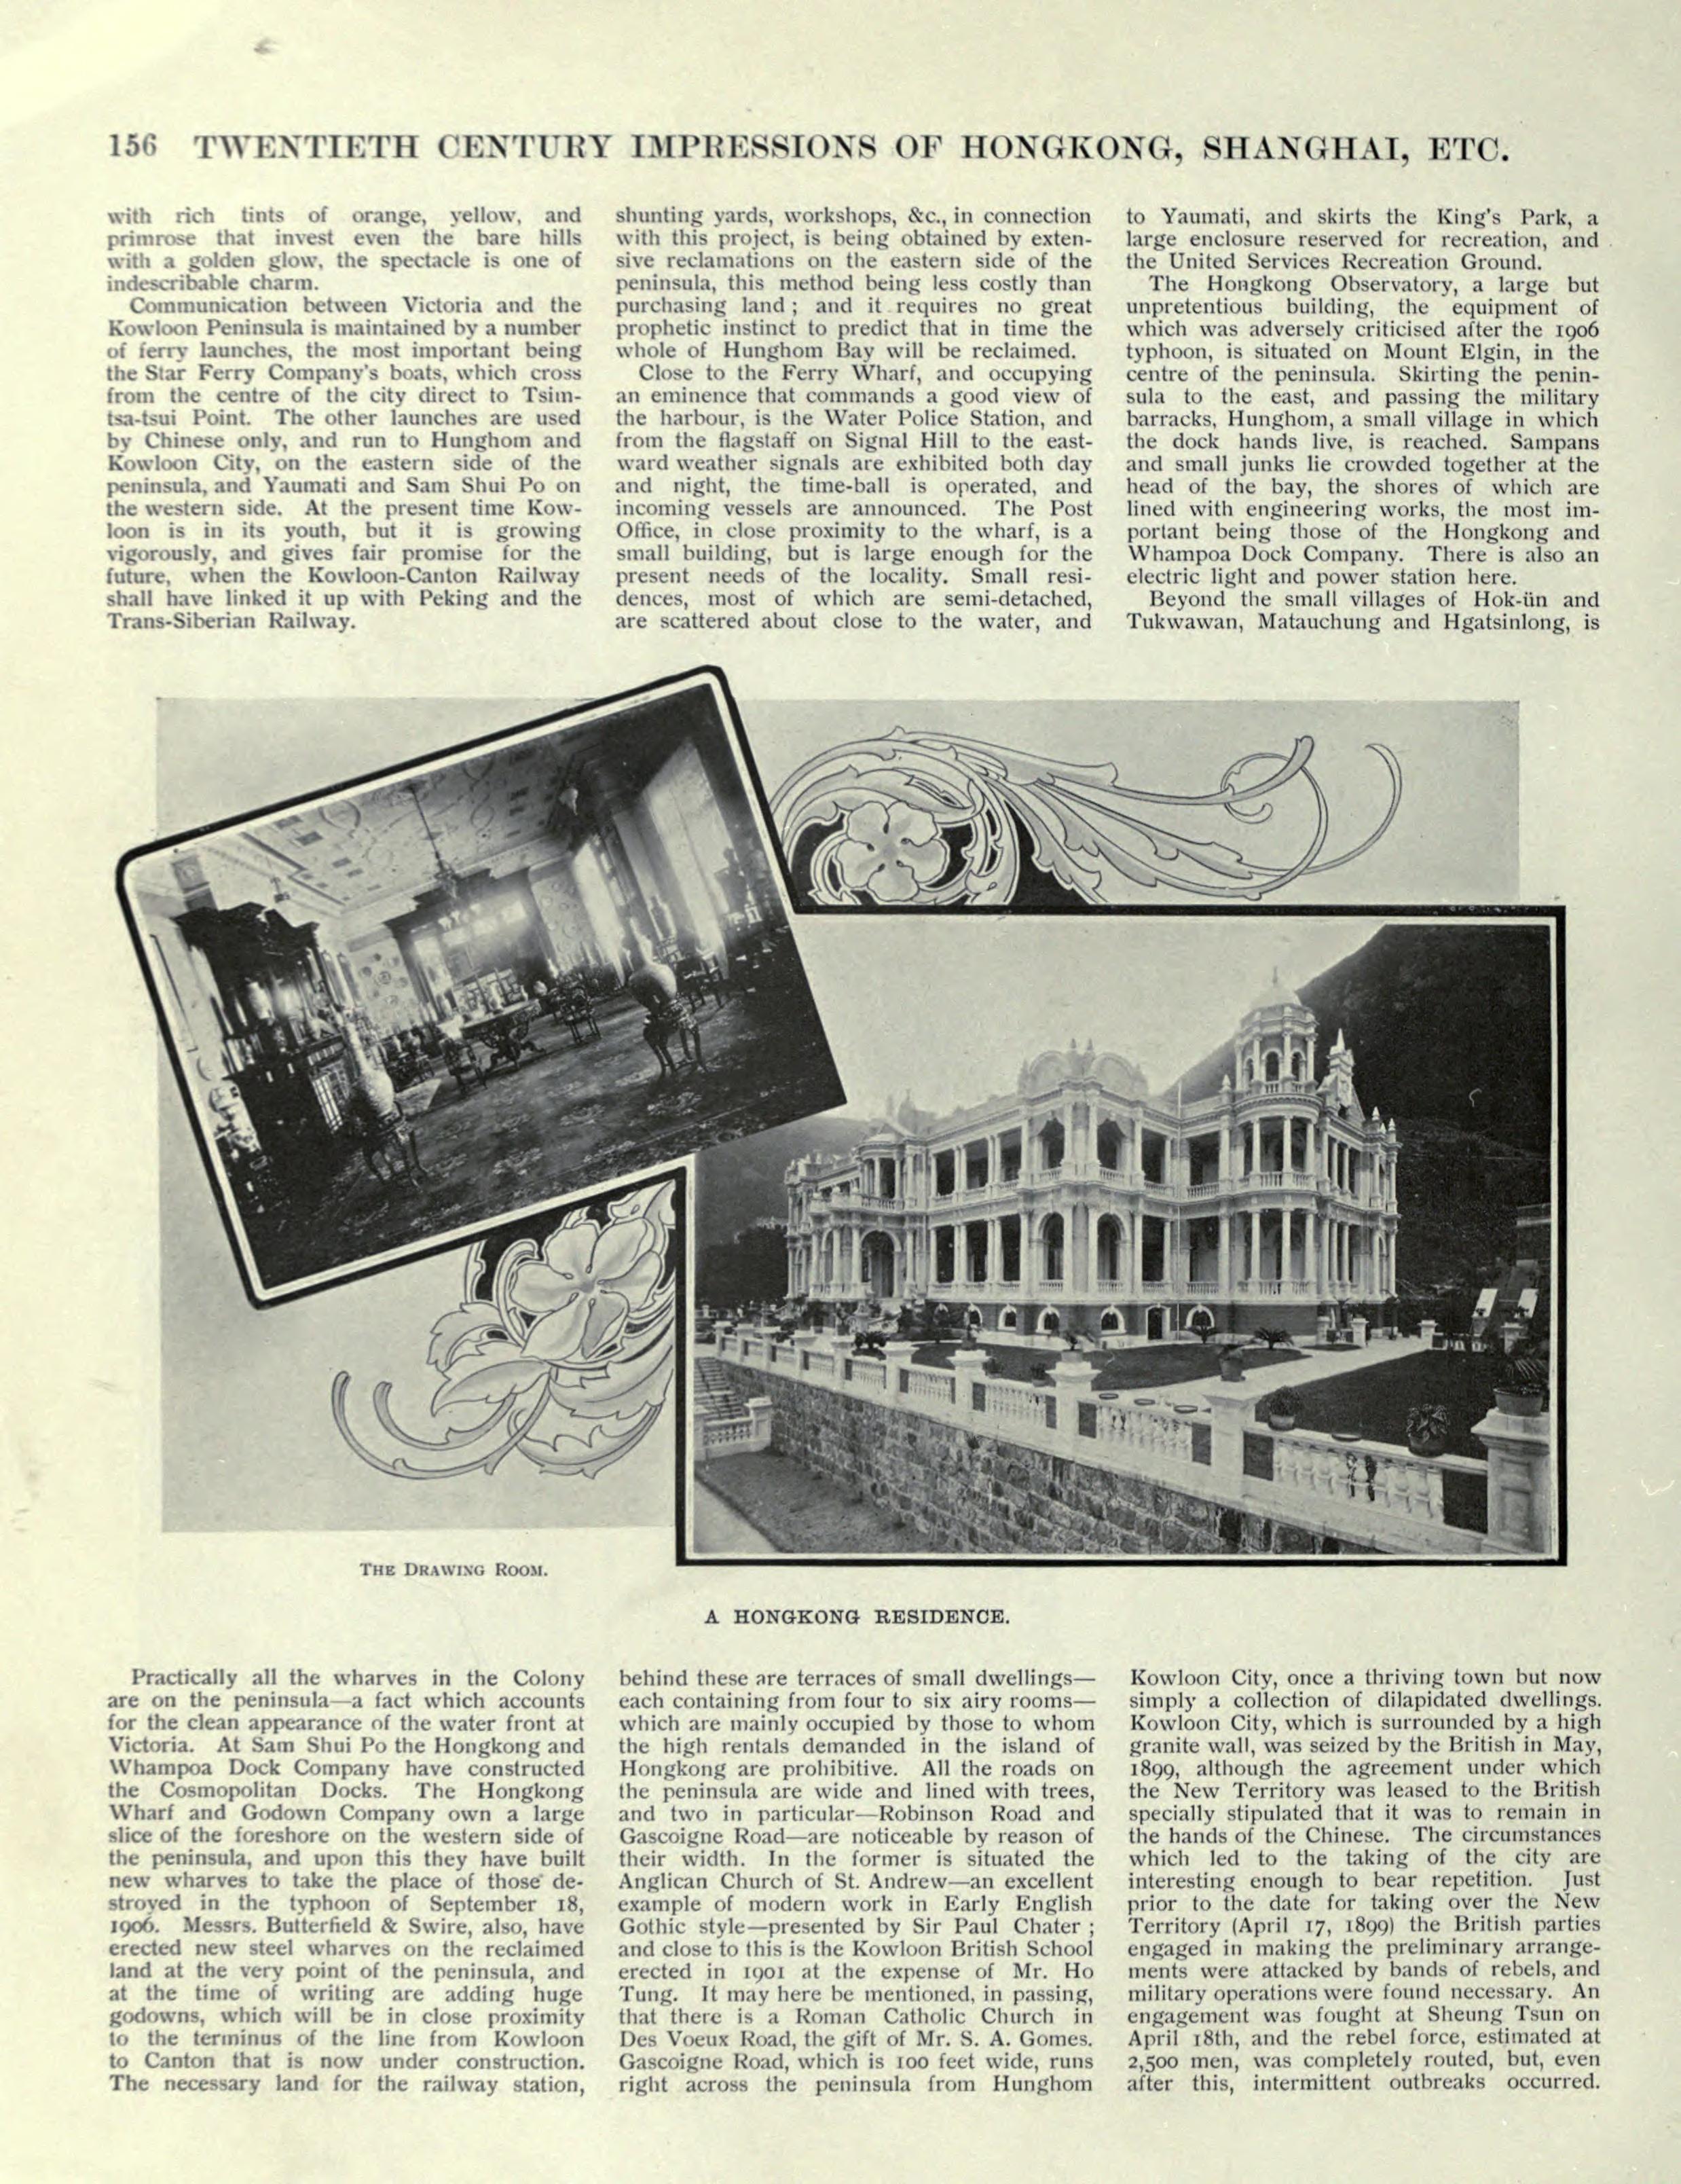 156 TWENTIETH CENTURY IMPRESSIONS OF HONGKONG, SHANGHAI, ETC.
with rich tints of orange, yellow, and
primrose that invest even the bare hills
with a golden glow, the spectacle is one of
indescribable charm.
Communication between Victoria and the
Kowloon Peninsula is maintained by a number
of ferry launches, the most important being
the Star Ferry Company's boats, which cross
from the centre of the city direct to Tsim-
tsa-tsui Point. The other launches are used
by Chinese only, and run to Hunghom and
Kowloon City, on the eastern side of the
peninsula, and Yaumati and Sam Shui Po on
the western side. At the present time Kow-
loon is in its youth, but it is growing
vigorously, and gives fair promise for the
future, when the Kowloon-Canton Railway
shall have linked it up with Peking and the
Trans-Siberian Railway.
Practically all the wharves in the Colony
are on the peninsula—a fact which accounts
for the clean appearance of the water front at
Victoria. At Sam Shui Po the Hongkong and
Whampoa Dock Company have constructed
the Cosmopolitan Docks. The Hongkong
Wharf and Godown Company own a large
slice of the foreshore on the western side of
the peninsula, and upon this they have built
new wharves to take the place of those de-
stroyed in the typhoon of September 18,
1906. Messrs. Butterfield & Swire, also, have
erected new steel wharves on the reclaimed
land at the very point of the peninsula, and
at the time of writing are adding huge
godowns, which will be in close proximity
to the terminus of the line from Kowloon
to Canton that is now under construction.
The necessary land for the railway station,
shunting yards, workshops, &c., in connection
with this project, is being obtained by exten-
sive reclamations on the eastern side of the
peninsula, this method being less costly than
purchasing land ; and it requires no great
prophetic instinct to predict that in time the
whole of Hunghom Bay will be reclaimed.
Close to the Ferry Wharf, and occupying
an eminence that commands a good view of
the harbour, is the Water Police Station, and
from the flagstaff on Signal Hill to the east-
ward weather signals are exhibited both day
and night, the time-ball is operated, and
incoming vessels are announced. The Post
Office, in close proximity to the wharf, is a
small building, but is large enough for the
present needs of the locality. Small resi-
dences, most of which are semi-detached,
are scattered about close to the water, and
behind these are terraces of small dwellings—
each containing from four to six airy rooms—
which are mainly occupied by those to whom
the high rentals demanded in the island of
Hongkong are prohibitive. All the roads on
the peninsula are wide and lined with trees,
and two in particular—Robinson Road and
Gascoigne Road—are noticeable by reason of
their width. In the former is situated the
Anglican Church of St. Andrew—an excellent
example of modern work in Early English
Gothic style—presented by Sir Paul Chater ;
and close to this is the Kowloon British School
erected in 1901 at the expense of Mr. Ho
Tung. It may here be mentioned, in passing,
that there is a Roman Catholic Church in
Des Voeux Road, the gift of Mr. S. A. Gomes.
Gascoigne Road, which is 100 feet wide, runs
right across the peninsula from Hunghom
to Yaumati, and skirts the King's Park, a
large enclosure reserved for recreation, and
the United Services Recreation Ground.
The Hongkong Observatory, a large but
unpretentious building, the equipment of
which was adversely criticised after the 1906
typhoon, is situated on Mount Elgin, in the
centre of the peninsula. Skirting the penin-
sula to the east, and passing the military
barracks, Hunghom, a small village in which
the dock hands live, is reached. Sampans
and small junks lie crowded together at the
head of the bay, the shores of which are
lined with engineering works, the most im-
portant being those of the Hongkong and
Whampoa Dock Company. There is also an
electric light and power station here.
Beyond the small villages of Hok-ün and
Tukwawan, Matauchung and Hgatsinlong, is
Kowloon City, once a thriving town but now
simply a collection of dilapidated dwellings.
Kowloon City, which is surrounded by a high
granite wall, was seized by the British in May,
1899, although the agreement under which
the New Territory was leased to the British
specially stipulated that it was to remain in
the hands of the Chinese. The circumstances
which led to the taking of the city are
interesting enough to bear repetition. Just
prior to the date for taking over the New
Territory (April 17, 1899) the British parties
engaged in making the preliminary arrange-
ments were attacked by bands of rebels, and
military operations were found necessary. An
engagement was fought at Sheung Tsun on
April 18th, and the rebel force, estimated at
2,500 men, was completely routed, but, even
after this, intermittent outbreaks occurred.
THE DRAWING ROOM.
A HONGKONG RESIDENCE.